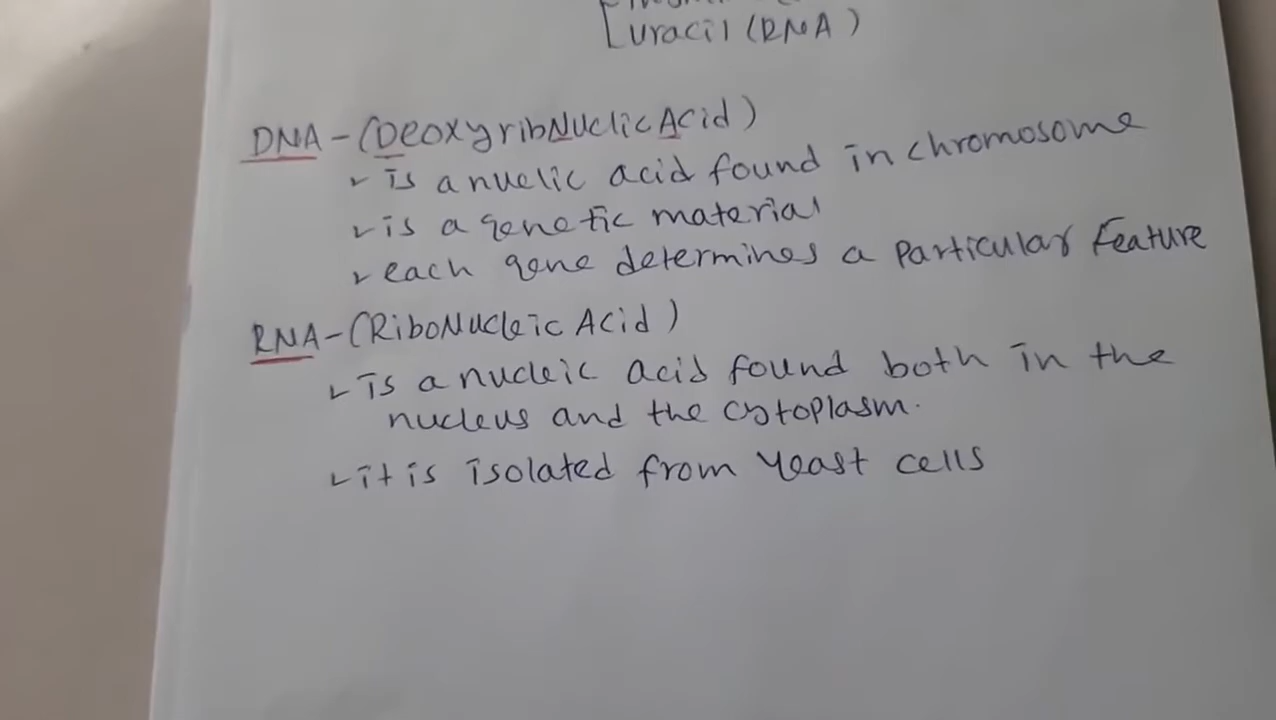 [uracil (RNA)
DNA - (DeoxyribNuclicAcid)
✓ is a nuelic acid found in chromosome
✓ is a genetic material
✓ each gene determines a particular Feature
RNA - (RiboNucleic Acid)
✓ is a nucleic acid found both in the
nucleus and the cytoplasm.
✓ it is isolated from yeast cells